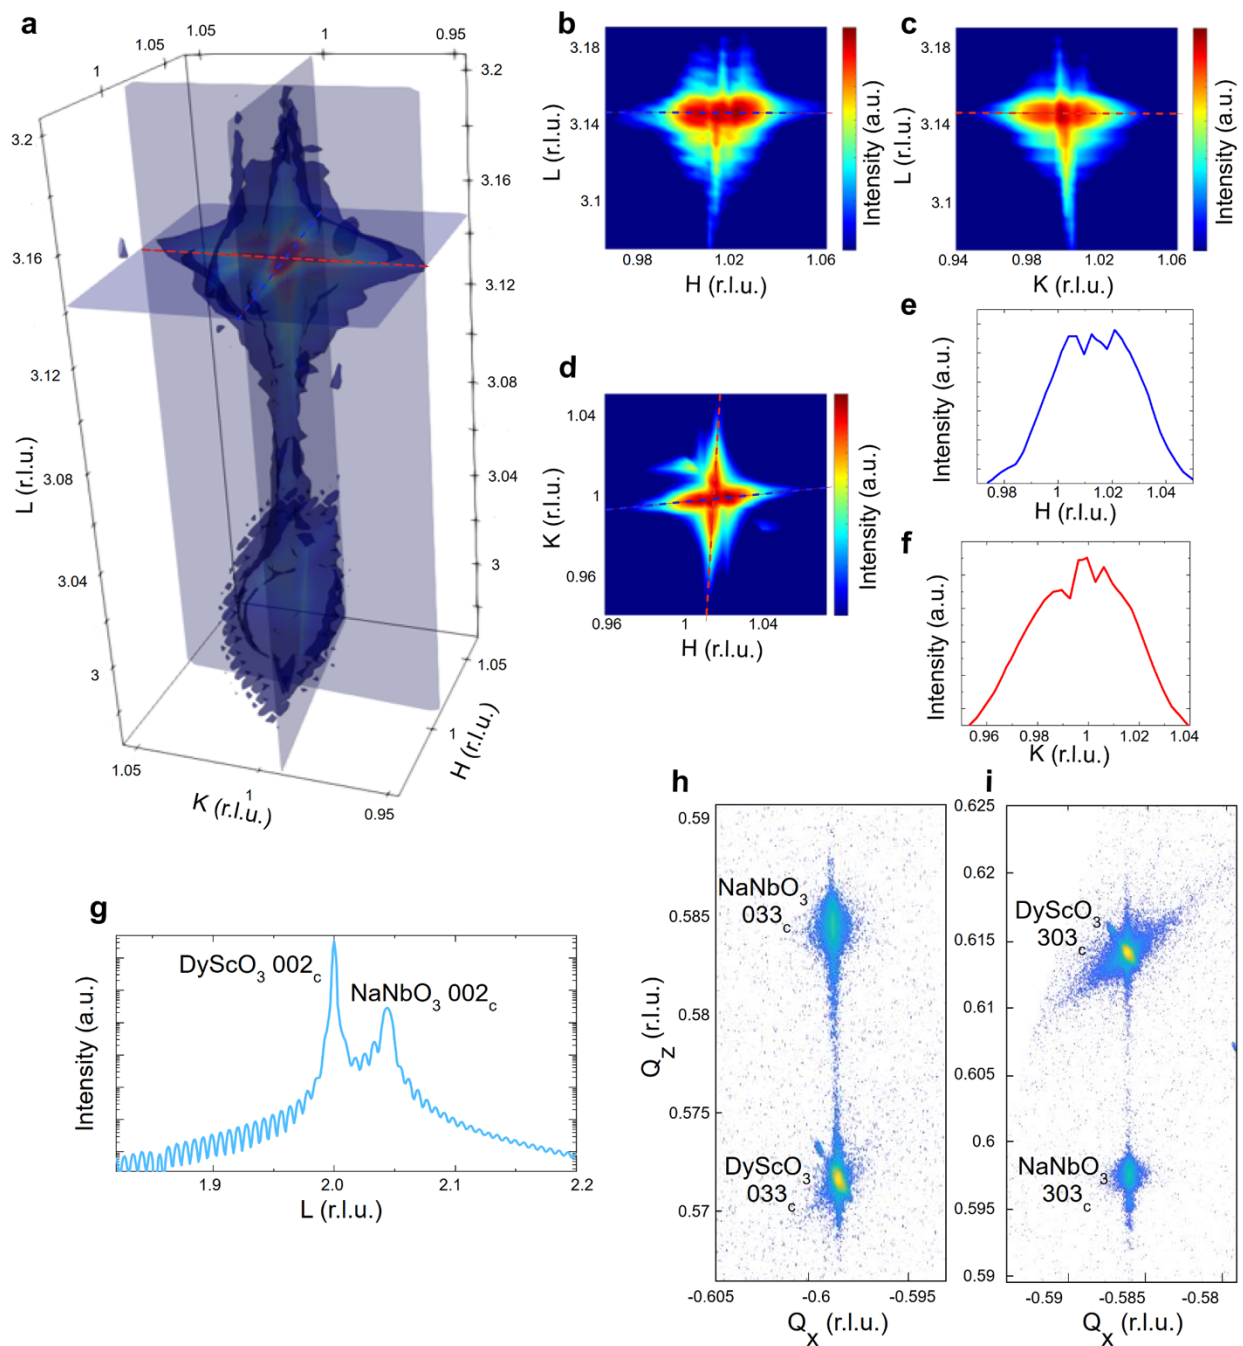 a
1.05
1
1.05
1
0.95
3.2
3.16
3.12
3.08
3.04
3
L (r.l.u.)
3.2
3.16
3.12
3.08
3.04
3
L (r.l.u.)
1.05
1
0.95
K (r.l.u.)
1.05
1
H (r.l.u.)
b
3.18
3.14
3.1
L (r.l.u.)
0.98
1.02
1.06
H (r.l.u.)
Intensity (a.u.)
c
3.18
3.14
3.1
L (r.l.u.)
0.94
0.98
1.02
1.06
K (r.l.u.)
Intensity (a.u.)
d
1.04
1
0.96
K (r.l.u.)
0.96
1
1.04
H (r.l.u.)
Intensity (a.u.)
e
Intensity (a.u.)
0.98
1
1.02
1.04
H (r.l.u.)
f
Intensity (a.u.)
0.96
0.98
1
1.02
1.04
K (r.l.u.)
g
DyScO3 002c
NaNbO3 002c
Intensity (a.u.)
1.9
2.0
2.1
2.2
L (r.l.u.)
h
0.59
0.585
0.58
0.575
0.57
Qz (r.l.u.)
NaNbO3
033c
DyScO3
033c
-0.605
-0.6
-0.595
Qx (r.l.u.)
i
0.625
0.62
0.615
0.61
0.605
0.6
0.595
0.59
DyScO3
303c
NaNbO3
303c
-0.59
-0.585
-0.58
Qx (r.l.u.)